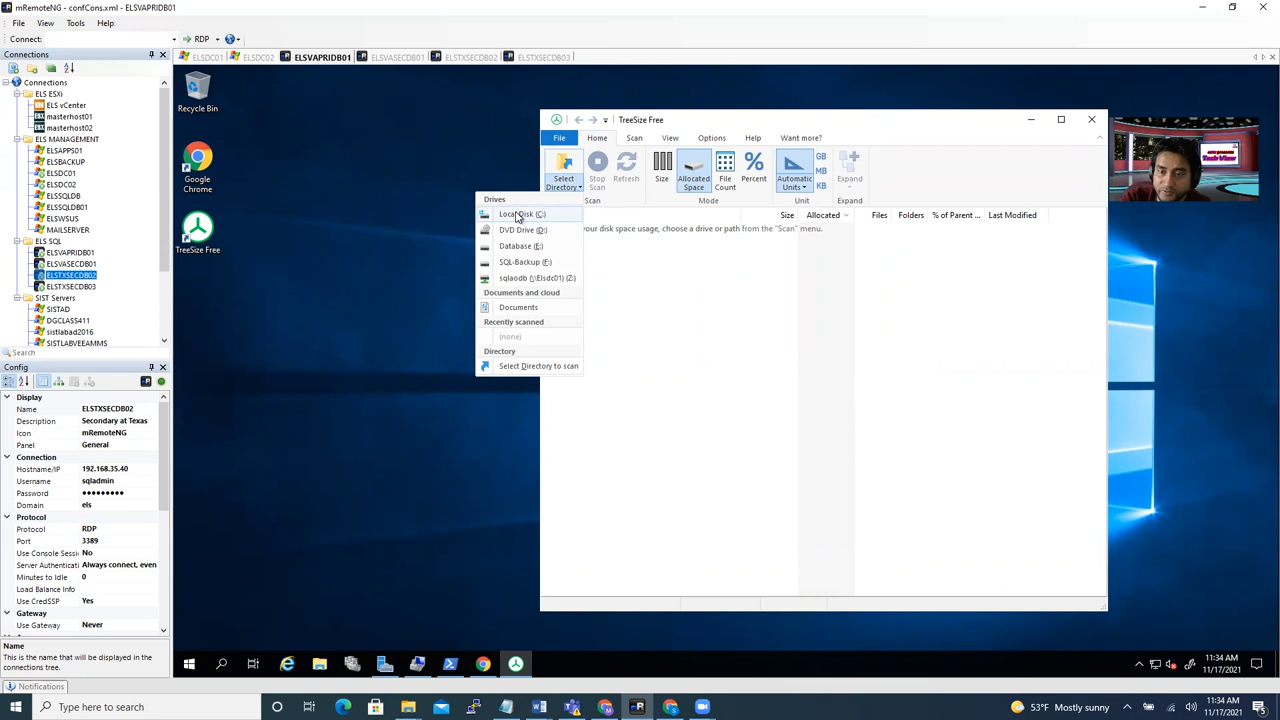 mRemoteNG - confCons.xml - ELSVAPRIDB01
File View Tools Help
Connect: RDP
Connections
ELSDC01 ELSDC02 ELSVAPRIDB01 ELSVASECDB01 ELSTXSECDB02 ELSTXSECDB03
Connections
ELS ESXi
ELS vCenter
masterhost01
masterhost02
ELS MANAGEMENT
ELSAPPS01
ELSBACKUP
ELSDC01
ELSDC02
ELSSQLDB
ELSSQLDB01
ELSWSUS
MAILSERVER
ELS SQL
ELSVAPRIDB01
ELSVASECDB01
ELSTXSECDB02
ELSTXSECDB03
SIST Servers
SISTAD
DGCLASS411
sistlabad2016
SISTLABVEEAMMS
Search
Config
Display
Name ELSTXSECDB02
Description Secondary at Texas
Icon mRemoteNG
Panel General
Connection
Hostname/IP 192.168.35.40
Username sqladmin
Password ●●●●●●●●●
Domain els
Protocol
Protocol RDP
Port 3389
Use Console Sessi No
Server Authenticati Always connect, even
Minutes to Idle 0
Load Balance Info
Use CredSSP Yes
Gateway
Use Gateway Never
Name
This is the name that will be displayed in the
connections tree.
Notifications
Recycle Bin
Google
Chrome
TreeSize Free
TreeSize Free
File Home Scan View Options Help Want more?
Select
Directory
Stop
Scan
Refresh
Size
Allocated
Space
File
Count
Percent
Automatic
Units
GB
MB
KB
Expand
Scan Mode Unit Expand
Size Allocated Files Folders % of Parent ... Last Modified
your disk space usage, choose a drive or path from the "Scan" menu.
Drives
Local Disk (C:)
DVD Drive (D:)
Database (E:)
SQL-Backup (F:)
sqlaodb (\\Elsdc01) (Z:)
Documents and cloud
Documents
Recently scanned
(none)
Directory
Select Directory to scan
Tech View
11:34 AM
11/17/2021
Type here to search
53°F Mostly sunny
11:34 AM
11/17/2021